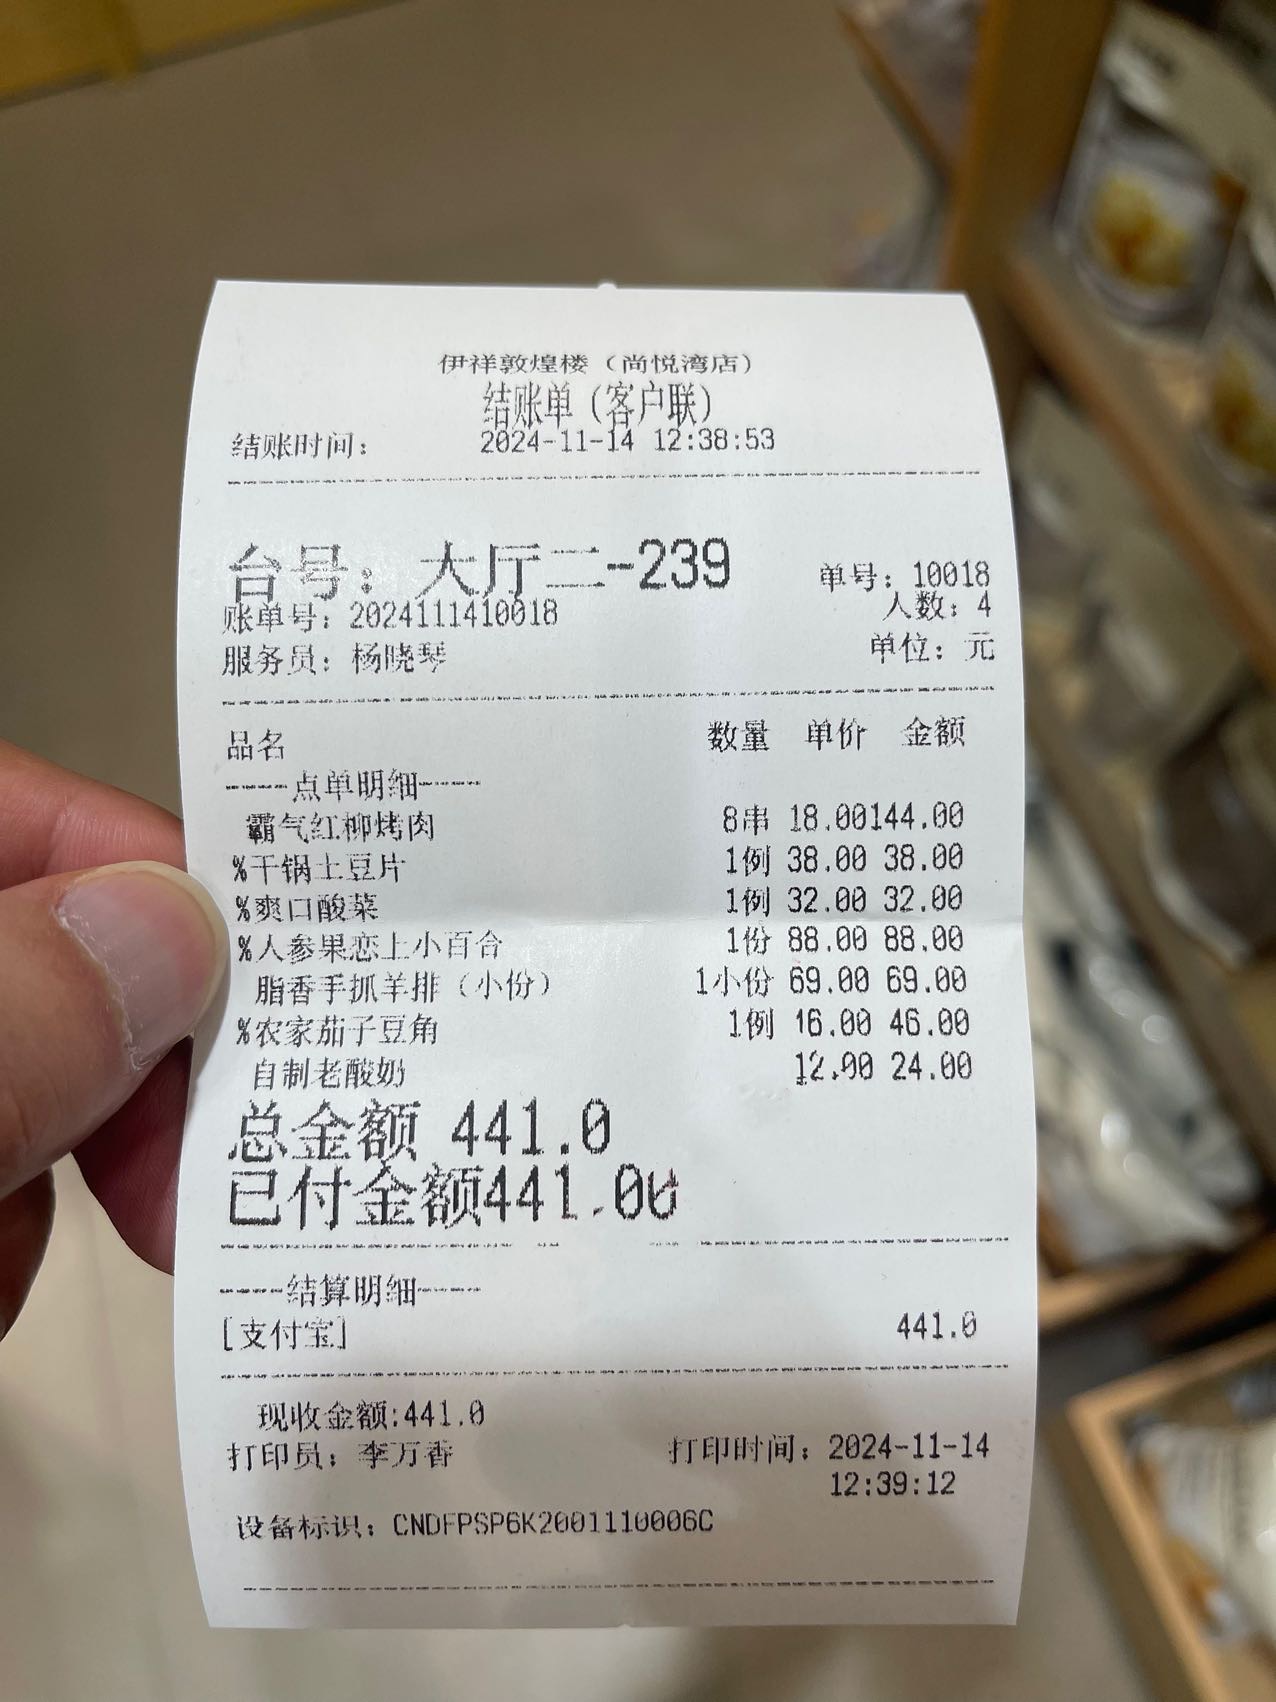 伊祥敦煌楼（尚悦湾店）
结账单（客户联）
结账时间： 2024-11-14 12:38:53
台号： 大厅二-239 单号：10018
账单号：2024111410018 人数：4
服务员：杨晓琴 单位：元
品名 数量 单价 金额
----点单明细----
霸气红柳烤肉 8串 18.00 144.00
%干锅土豆片 1例 38.00 38.00
%爽口酸菜 1例 32.00 32.00
%人参果恋上小百合 1份 88.00 88.00
脂香手抓羊排（小份） 1小份 69.00 69.00
%农家茄子豆角 1例 46.00
自制老酸奶 12.00 24.00
总金额 441.0
已付金额441.00
----结算明细----
[支付宝] 441.0
现收金额:441.0
打印员：李万香 打印时间：2024-11-14
12:39:12
设备标识：CNDFPSP6K2001110006C